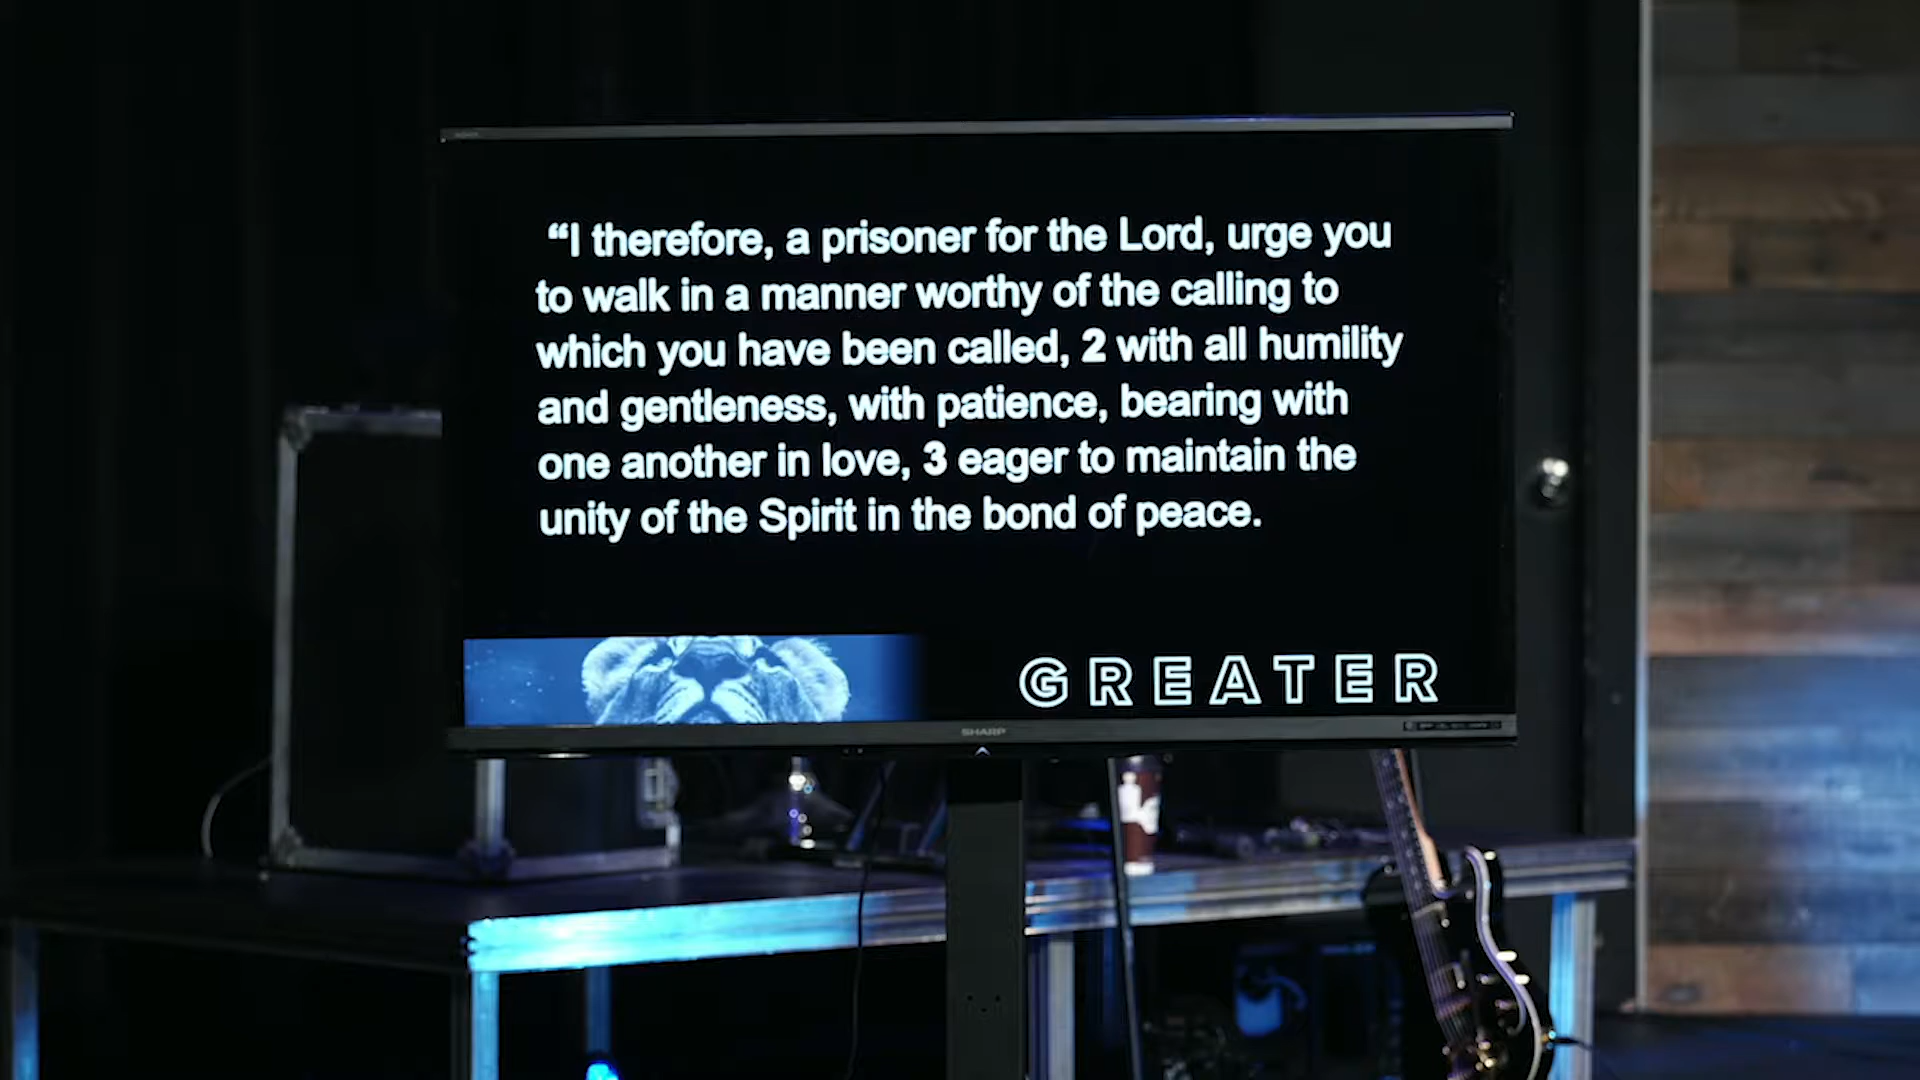 “I therefore, a prisoner for the Lord, urge you
to walk in a manner worthy of the calling to
which you have been called, 2 with all humility
and gentleness, with patience, bearing with
one another in love, 3 eager to maintain the
unity of the Spirit in the bond of peace.
GREATER
SHARP